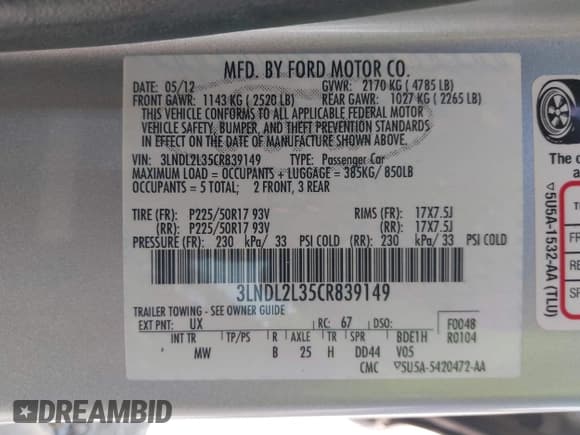 MFD. BY FORD MOTOR CO.
DATE: 05/12 GVWR: 2170 KG ( 4785 LB)
FRONT GAWR: 1143 KG ( 2520 LB) REAR GAWR: 1027 KG ( 2265 LB)
THIS VEHICLE CONFORMS TO ALL APPLICABLE FEDERAL MOTOR
VEHICLE SAFETY, BUMPER, AND THEFT PREVENTION STANDARDS
IN EFFECT ON THE DATE OF MANUFACTURE SHOWN ABOVE.
VIN: 3LNDL2L35CR839149 TYPE: Passenger Car
MAXIMUM LOAD = OCCUPANTS + LUGGAGE = 385KG/ 850LB
OCCUPANTS = 5 TOTAL; 2 FRONT, 3 REAR
TIRE (FR): P225/50R17 93V RIMS (FR): 17X7.5J
(RR): P225/50R17 93V (RR): 17X7.5J
PRESSURE (FR): 230 kPa/ 33 PSI COLD (RR): 230 kPa/ 33 PSI COLD
3LNDL2L35CR839149
TRAILER TOWING - SEE OWNER GUIDE
EXT PNT: UX RC: 67 DSO: F0048
INT TR TP/PS R AXLE TR SPR BDE1H R0104
MW B 25 H DD44 V05
CMC ▽5U5A-5420472-AA
The o
▽5U5A-1532-AA (TLU)
FR
RE
SP
DREAMBID